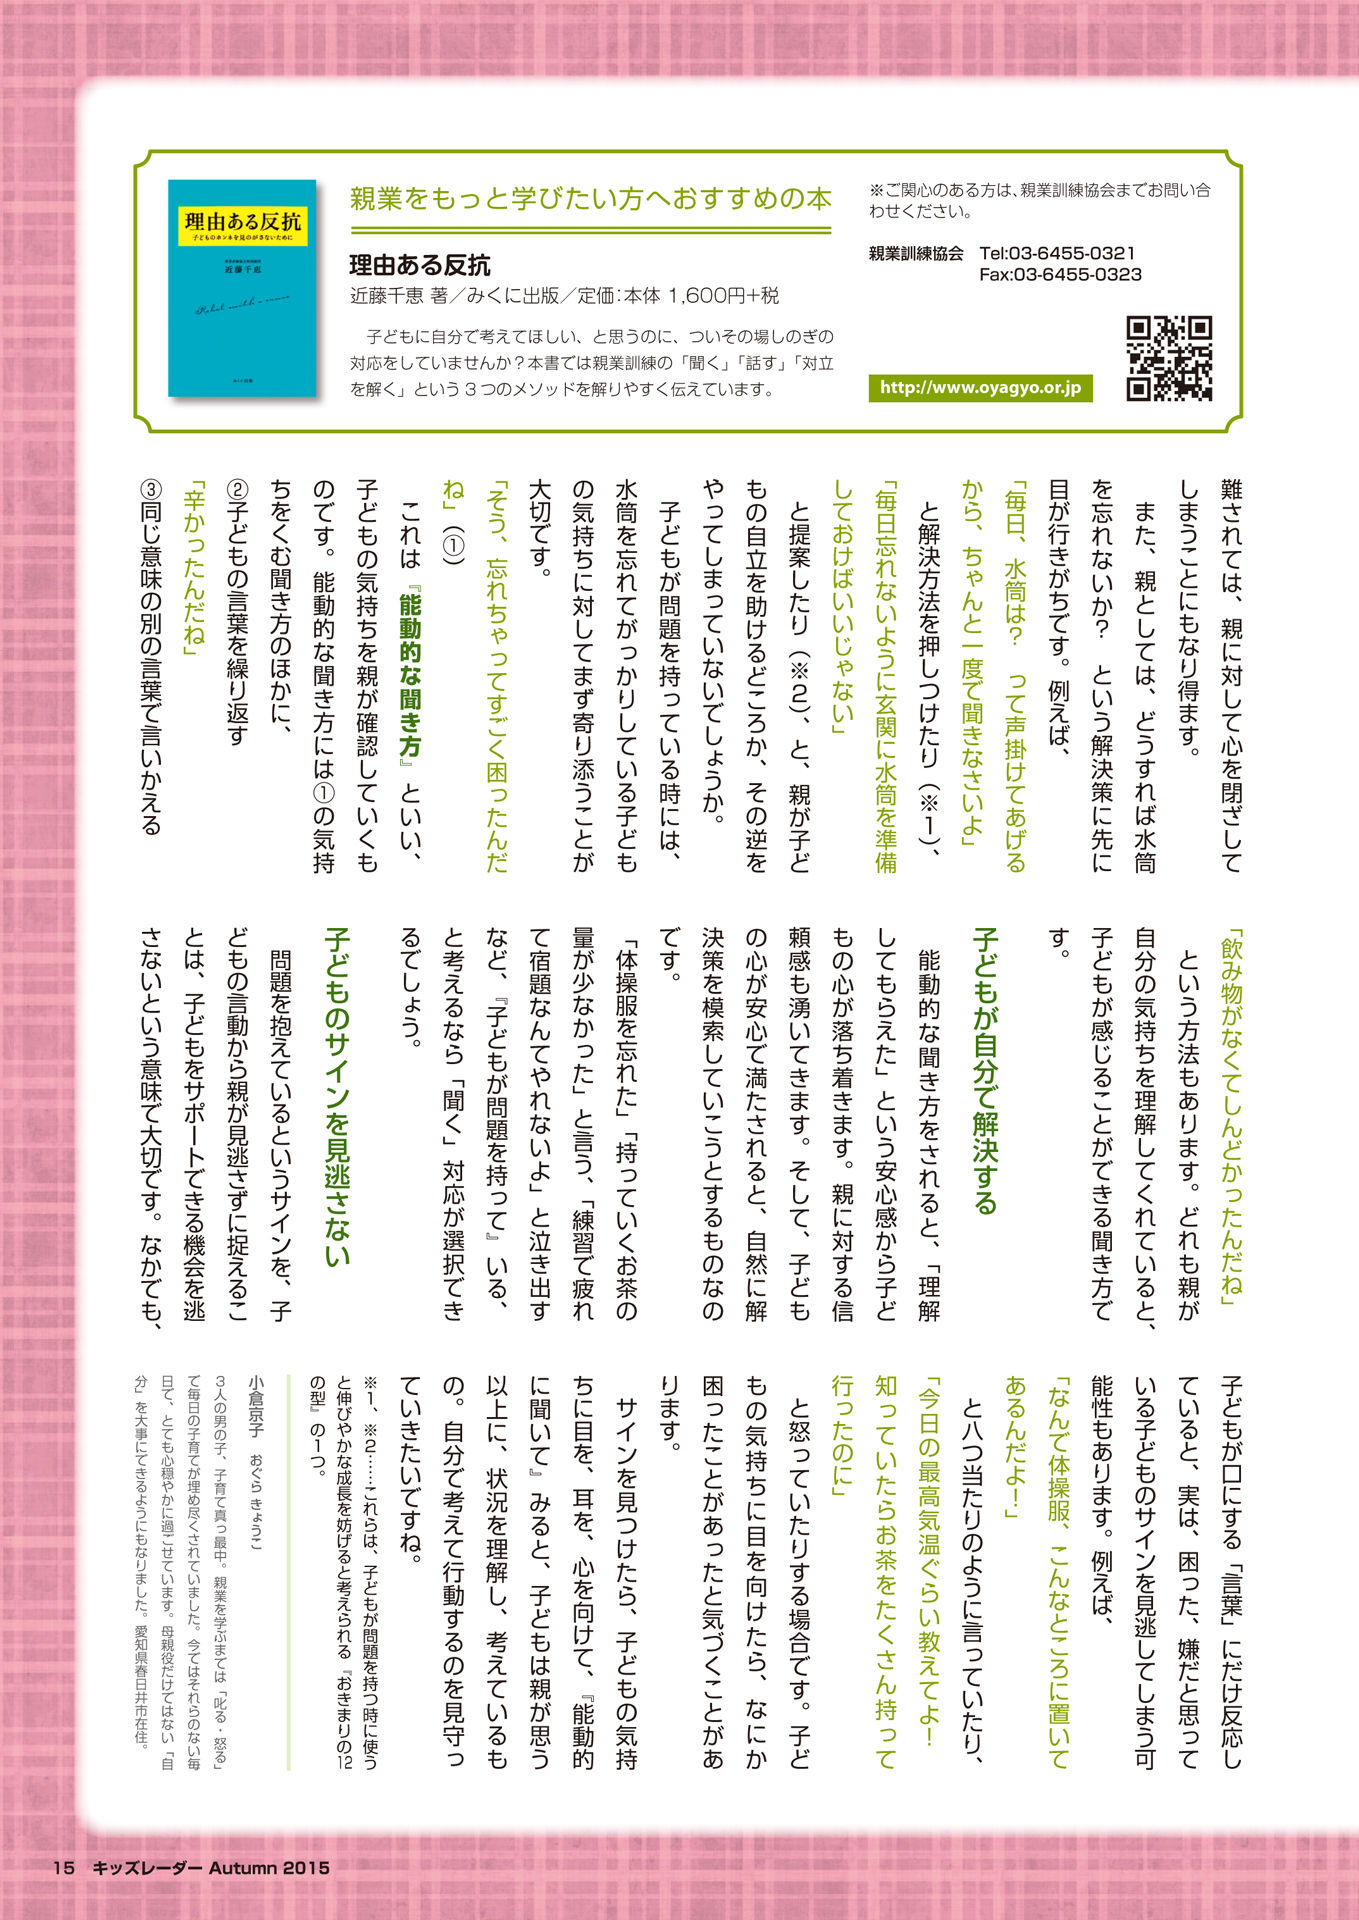 理由ある反抗
子どものホンネを見のがさないために
近藤千恵
Rebel with a cause
みくに出版
親業をもっと学びたい方へおすすめの本
理由ある反抗
近藤千恵 著／みくに出版／定価：本体 1,600円+税
子どもに自分で考えてほしい、と思うのに、ついその場しのぎの
対応をしていませんか？本書では親業訓練の「聞く」「話す」「対立
を解く」という３つのメソッドを解りやすく伝えています。
※ご関心のある方は、親業訓練協会までお問い合
わせください。
親業訓練協会　Tel:03-6455-0321
Fax:03-6455-0323
http://www.oyagyo.or.jp
難されては、親に対して心を閉ざして
しまうことにもなり得ます。
また、親としては、どうすれば水筒
を忘れないか？　という解決策に先に
目が行きがちです。例えば、
「毎日、水筒は？　って声掛けてあげる
から、ちゃんと一度で聞きなさいよ」
と解決方法を押しつけたり（※１）、
「毎日忘れないように玄関に水筒を準備
しておけばいいじゃない」
と提案したり（※２）、と、親が子ど
もの自立を助けるどころか、その逆を
やってしまっていないでしょうか。
子どもが問題を持っている時には、
水筒を忘れてがっかりしている子ども
の気持ちに対してまず寄り添うことが
大切です。
「そう、忘れちゃってすごく困ったんだ
ね」（①）
これは『能動的な聞き方』といい、
子どもの気持ちを親が確認していくも
のです。能動的な聞き方には①の気持
ちをくむ聞き方のほかに、
②子どもの言葉を繰り返す
「辛かったんだね」
③同じ意味の別の言葉で言いかえる
「飲み物がなくてしんどかったんだね」
という方法もあります。どれも親が
自分の気持ちを理解してくれていると、
子どもが感じることができる聞き方で
す。
子どもが自分で解決する
能動的な聞き方をされると、「理解
してもらえた」という安心感から子ど
もの心が落ち着きます。親に対する信
頼感も湧いてきます。そして、子ども
の心が安心で満たされると、自然に解
決策を模索していこうとするものなの
です。
「体操服を忘れた」「持っていくお茶の
量が少なかった」と言う、「練習で疲れ
て宿題なんてやれないよ」と泣き出す
など、『子どもが問題を持って』いる、
と考えるなら「聞く」対応が選択でき
るでしょう。
子どものサインを見逃さない
問題を抱えているというサインを、子
どもの言動から親が見逃さずに捉えるこ
とは、子どもをサポートできる機会を逃
さないという意味で大切です。なかでも、
子どもが口にする「言葉」にだけ反応し
ていると、実は、困った、嫌だと思って
いる子どものサインを見逃してしまう可
能性もあります。例えば、
「なんで体操服、こんなところに置いて
あるんだよ！」
と八つ当たりのように言っていたり、
「今日の最高気温ぐらい教えてよ！
知っていたらお茶をたくさん持って
行ったのに」
と怒っていたりする場合です。子ど
もの気持ちに目を向けたら、なにか
困ったことがあったと気づくことがあ
ります。
サインを見つけたら、子どもの気持
ちに目を、耳を、心を向けて、『能動的
に聞いて』みると、子どもは親が思う
以上に、状況を理解し、考えているも
の。自分で考えて行動するのを見守っ
ていきたいですね。
※１、※２……これらは、子どもが問題を持つ時に使う
と伸びやかな成長を妨げると考えられる『おきまりの12
の型』の１つ。
小倉京子　おぐら きょうこ
３人の男の子、子育て真っ最中。親業を学ぶまでは「叱る・怒る」
て毎日の子育てが埋め尽くされていました。今ではそれらのない毎
日で、とても心穏やかに過ごせています。母親役だけではない「自
分」を大事にできるようにもなりました。愛知県春日井市在住。
15　キッズレーダー Autumn 2015